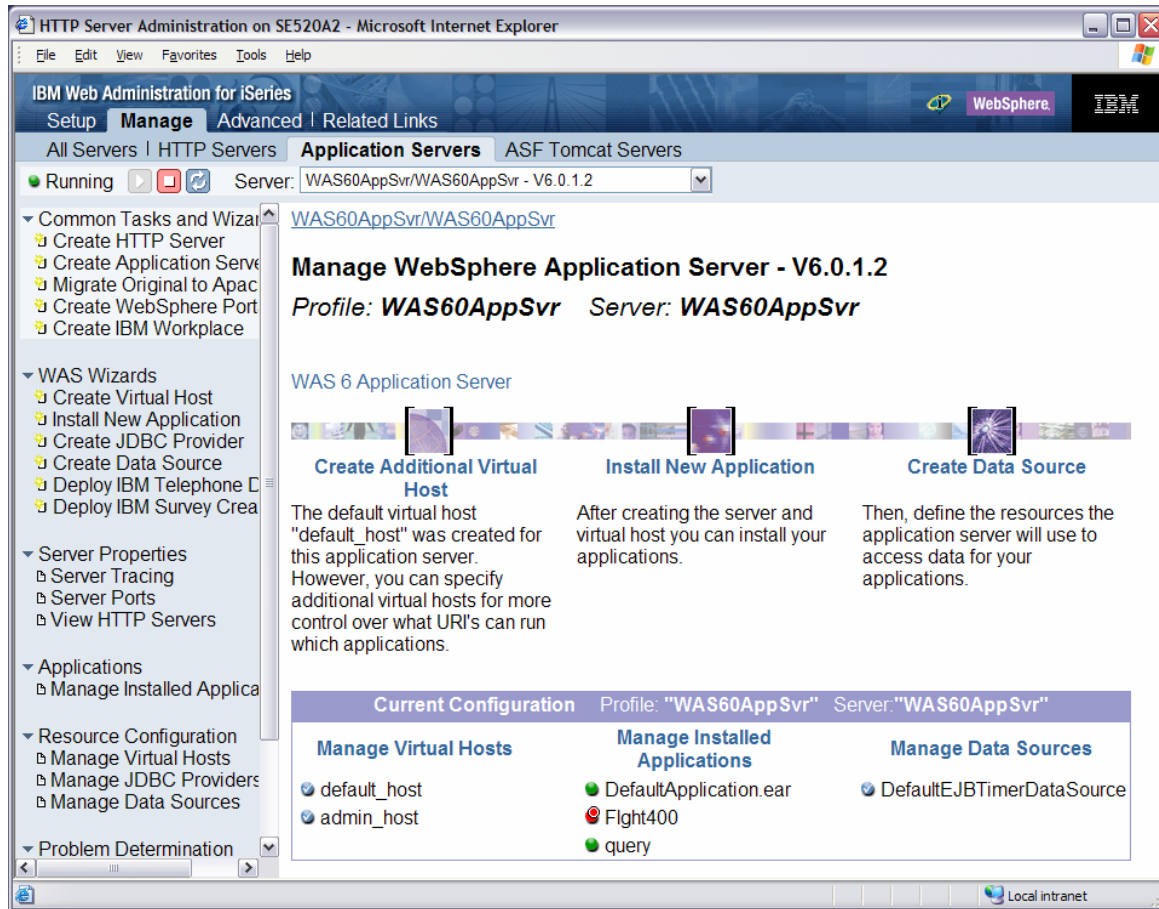 HTTP Server Administration on SE520A2 - Microsoft Internet Explorer
File Edit View Favorites Tools Help
IBM Web Administration for iSeries
WebSphere.
IBM
Setup Manage Advanced | Related Links
All Servers | HTTP Servers Application Servers ASF Tomcat Servers
Running Server: WAS60AppSvr/WAS60AppSvr - V6.0.1.2
Common Tasks and Wizar
Create HTTP Server
Create Application Serve
Migrate Original to Apac
Create WebSphere Port
Create IBM Workplace
WAS Wizards
Create Virtual Host
Install New Application
Create JDBC Provider
Create Data Source
Deploy IBM Telephone D
Deploy IBM Survey Crea
Server Properties
Server Tracing
Server Ports
View HTTP Servers
Applications
Manage Installed Applica
Resource Configuration
Manage Virtual Hosts
Manage JDBC Providers
Manage Data Sources
Problem Determination
WAS60AppSvr/WAS60AppSvr
Manage WebSphere Application Server - V6.0.1.2
Profile: WAS60AppSvr Server: WAS60AppSvr
WAS 6 Application Server
Create Additional Virtual
Host
The default virtual host
"default_host" was created for
this application server.
However, you can specify
additional virtual hosts for more
control over what URI's can run
which applications.
Install New Application
After creating the server and
virtual host you can install your
applications.
Create Data Source
Then, define the resources the
application server will use to
access data for your
applications.
Current Configuration Profile: "WAS60AppSvr" Server:"WAS60AppSvr"
Manage Virtual Hosts
default_host
admin_host
Manage Installed
Applications
DefaultApplication.ear
Flght400
query
Manage Data Sources
DefaultEJBTimerDataSource
Local intranet